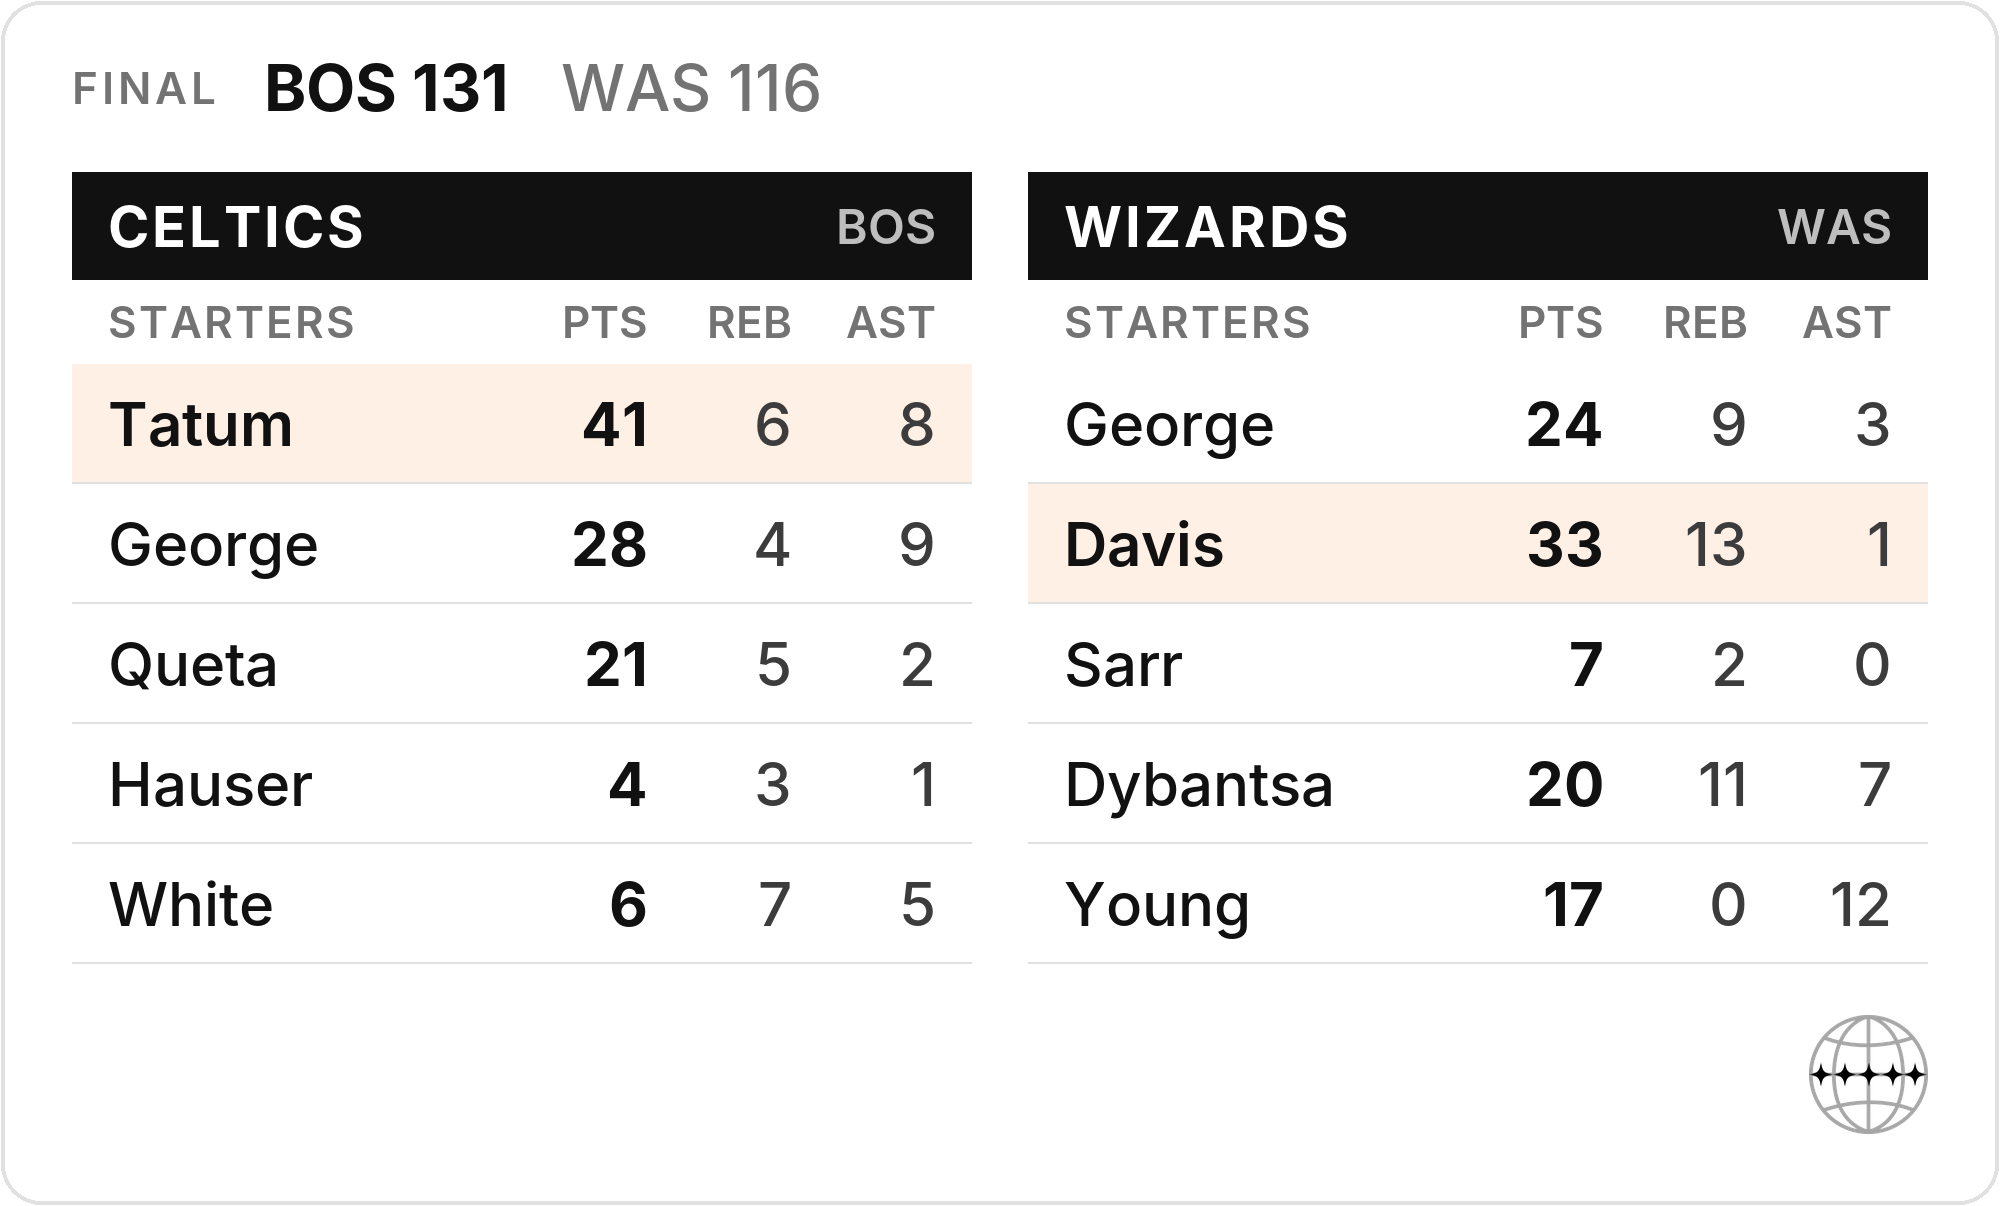 FINAL BOS 131 WAS 116
CELTICS BOS
STARTERS PTS REB AST
Tatum 41 6 8
George 28 4 9
Queta 21 5 2
Hauser 4 3 1
White 6 7 5
WIZARDS WAS
STARTERS PTS REB AST
George 24 9 3
Davis 33 13 1
Sarr 7 2 0
Dybantsa 20 11 7
Young 17 0 12